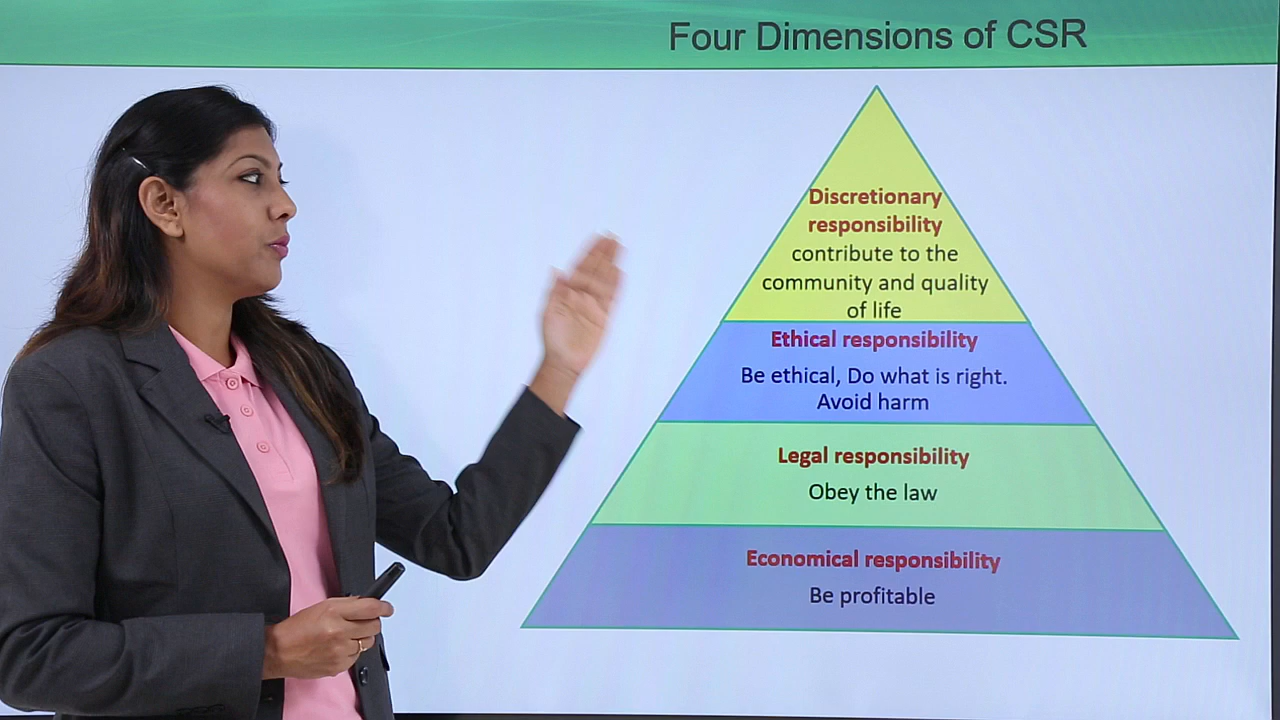 Four Dimensions of CSR
Discretionary
responsibility
contribute to the
community and quality
of life
Ethical responsibility
Be ethical, Do what is right.
Avoid harm
Legal responsibility
Obey the law
Economical responsibility
Be profitable